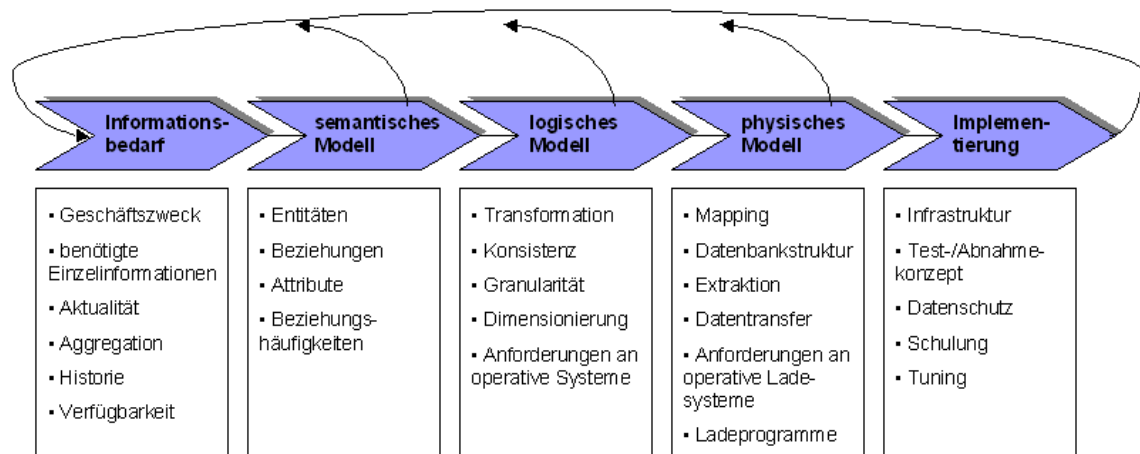 Informations-
bedarf
semantisches
Modell
logisches
Modell
physisches
Modell
Implemen-
tierung
▪ Geschäftszweck
▪ benötigte
Einzelinformationen
▪ Aktualität
▪ Aggregation
▪ Historie
▪ Verfügbarkeit
▪ Entitäten
▪ Beziehungen
▪ Attribute
▪ Beziehungs-
häufigkeiten
▪ Transformation
▪ Konsistenz
▪ Granularität
▪ Dimensionierung
▪ Anforderungen an
operative Systeme
▪ Mapping
▪ Datenbankstruktur
▪ Extraktion
▪ Datentransfer
▪ Anforderungen an
operative Lade-
systeme
▪ Ladeprogramme
▪ Infrastruktur
▪ Test-/Abnahme-
konzept
▪ Datenschutz
▪ Schulung
▪ Tuning